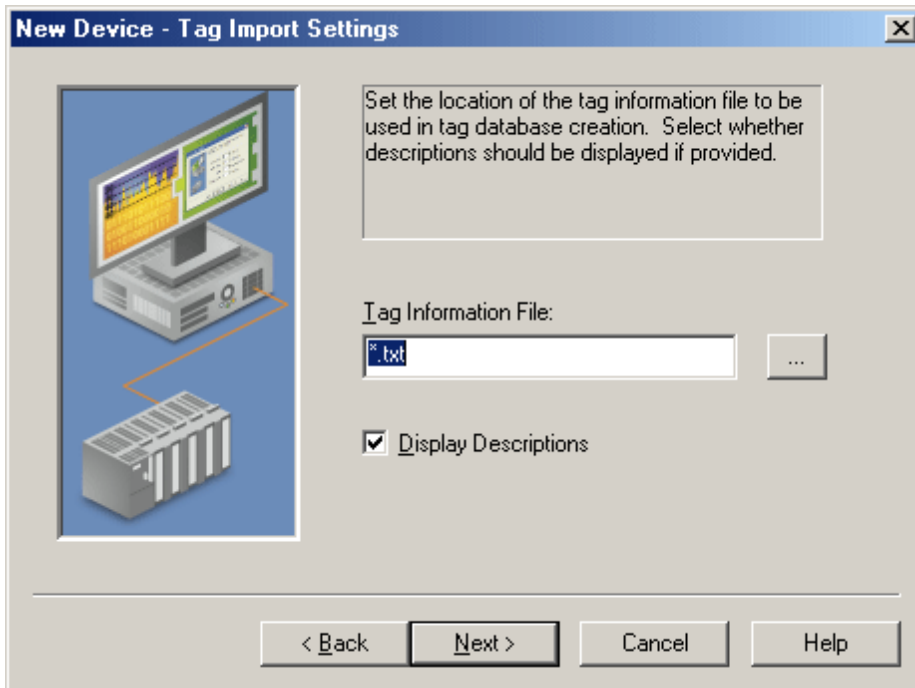 New Device - Tag Import Settings
Set the location of the tag information file to be
used in tag database creation.  Select whether
descriptions should be displayed if provided.
Tag Information File:
*.txt
...
Display Descriptions
< Back
Next >
Cancel
Help